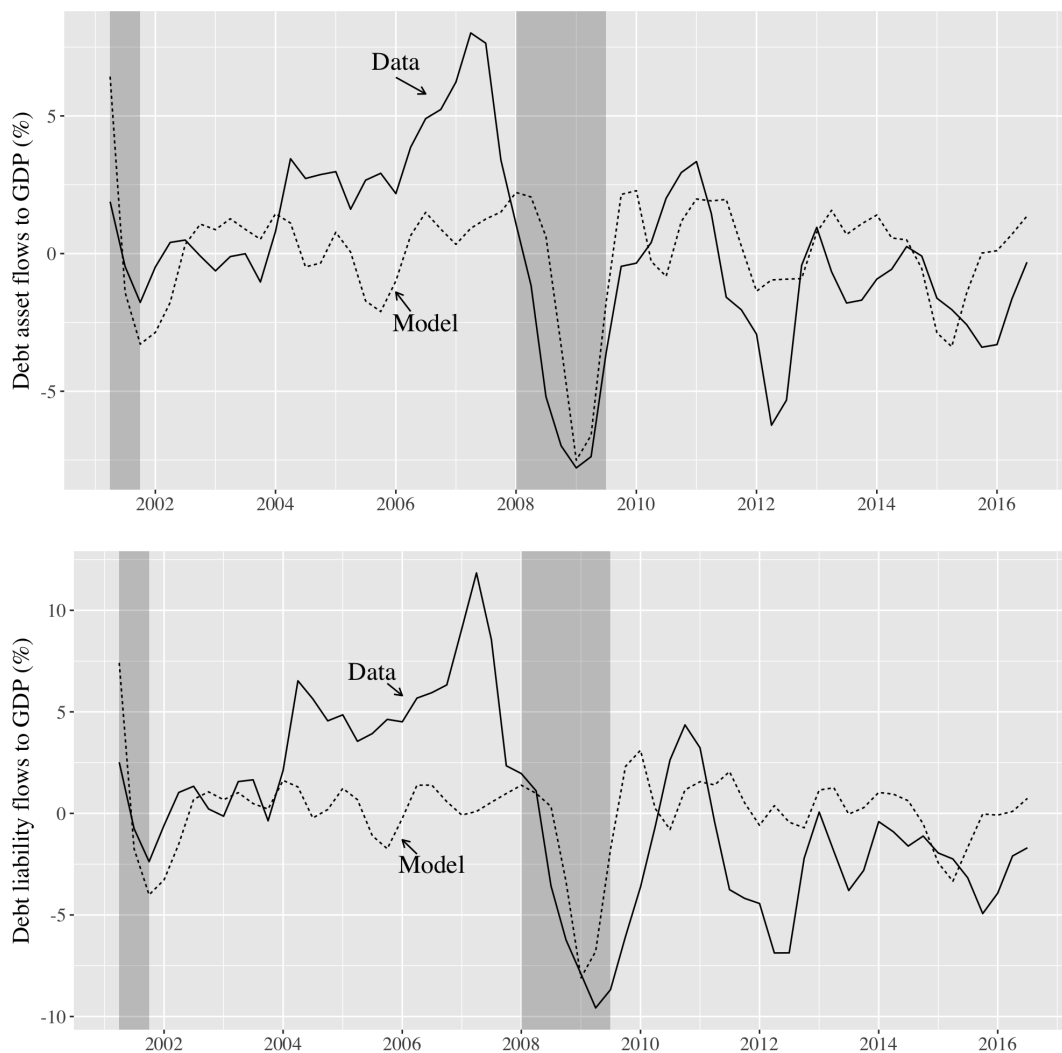 Debt asset flows to GDP (%)
5
0
-5
Data
Model
2002 2004 2006 2008 2010 2012 2014 2016
Debt liability flows to GDP (%)
10
5
0
-5
-10
Data
Model
2002 2004 2006 2008 2010 2012 2014 2016